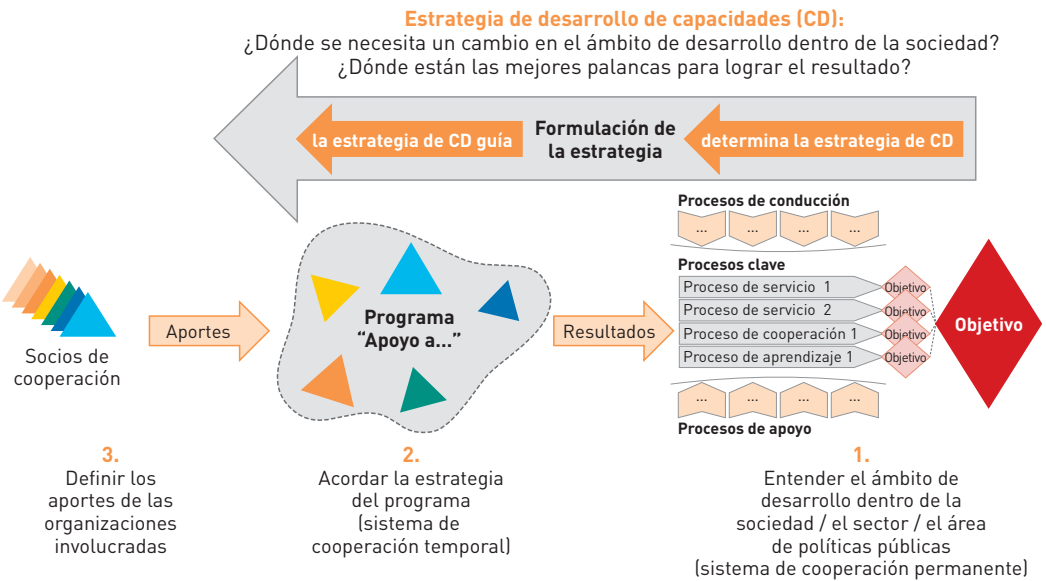 Estrategia de desarrollo de capacidades (CD):
¿Dónde se necesita un cambio en el ámbito de desarrollo dentro de la sociedad?
¿Dónde están las mejores palancas para lograr el resultado?
la estrategia de CD guía
Formulación de
la estrategia
determina la estrategia de CD
Procesos de conducción
... ... ... ...
Procesos clave
Proceso de servicio 1
Objetivo
Proceso de servicio 2
Objetivo
Proceso de cooperación 1
Objetivo
Proceso de aprendizaje 1
Objetivo
Objetivo
... ... ... ...
Procesos de apoyo
Socios de
cooperación
Aportes
Programa
“Apoyo a...”
Resultados
3.
Definir los
aportes de las
organizaciones
involucradas
2.
Acordar la estrategia
del programa
(sistema de
cooperación temporal)
1.
Entender el ámbito de
desarrollo dentro de la
sociedad / el sector / el área
de políticas públicas
(sistema de cooperación permanente)